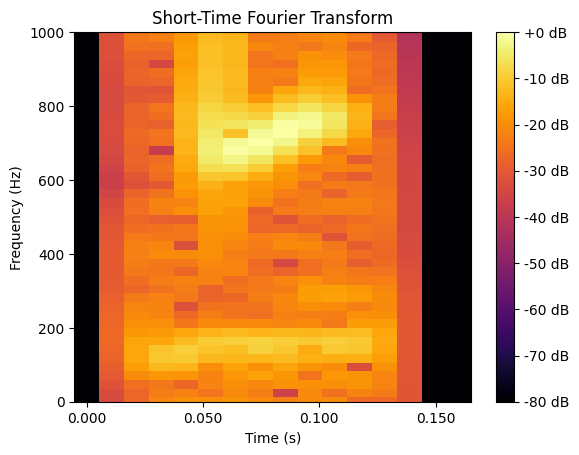 Short-Time Fourier Transform
1000
800
600
400
200
0
Frequency (Hz)
0.000
0.050
0.100
0.150
Time (s)
+0 dB
-10 dB
-20 dB
-30 dB
-40 dB
-50 dB
-60 dB
-70 dB
-80 dB